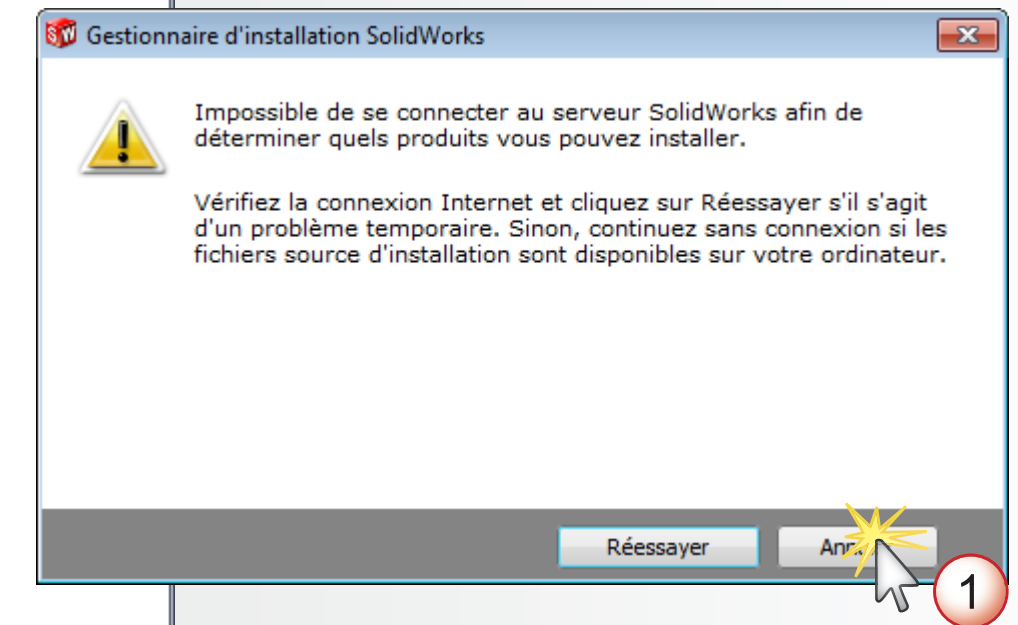 Gestionnaire d'installation SolidWorks
Impossible de se connecter au serveur SolidWorks afin de
déterminer quels produits vous pouvez installer.
Vérifiez la connexion Internet et cliquez sur Réessayer s'il s'agit
d'un problème temporaire. Sinon, continuez sans connexion si les
fichiers source d'installation sont disponibles sur votre ordinateur.
Réessayer
1